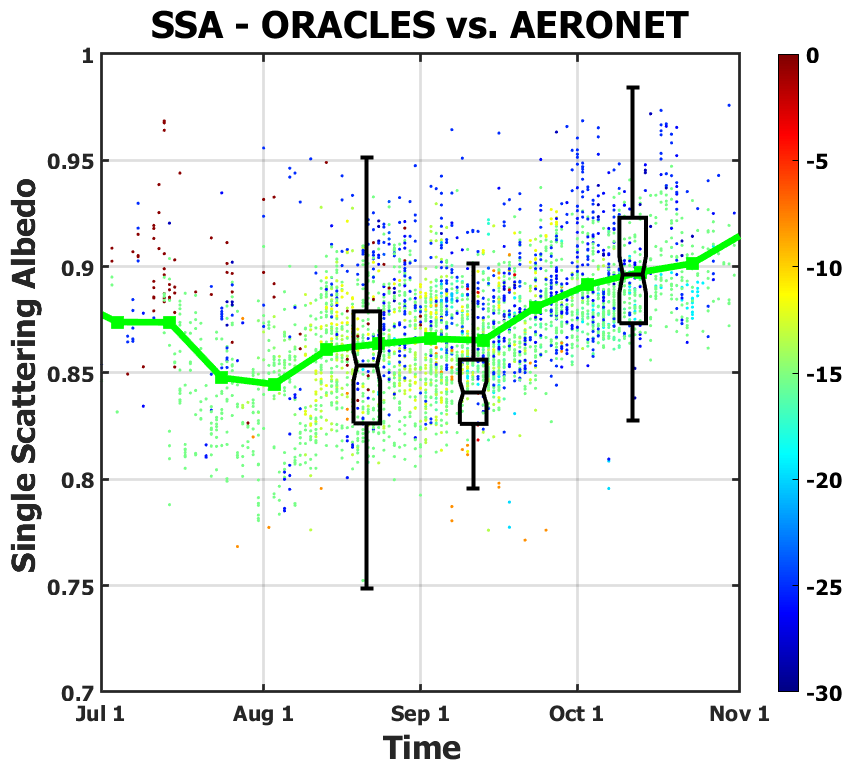 SSA - ORACLES vs. AERONET
1
0.95
0.9
0.85
0.8
0.75
0.7
Single Scattering Albedo
Jul 1
Aug 1
Sep 1
Oct 1
Nov 1
Time
0
-5
-10
-15
-20
-25
-30